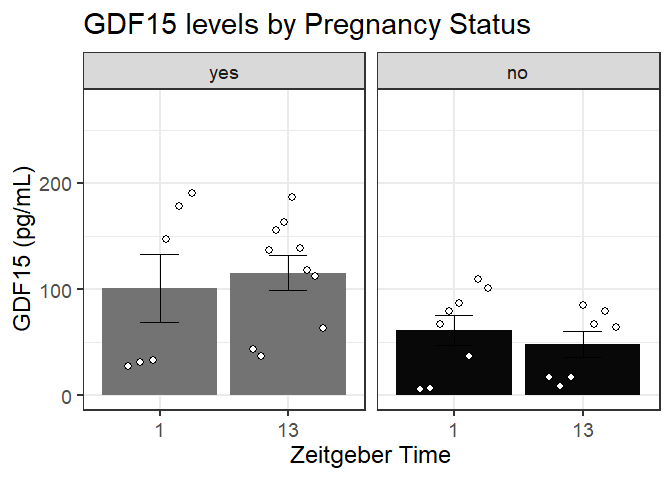 GDF15 levels by Pregnancy Status
yes
no
GDF15 (pg/mL)
200
100
0
1
13
1
13
Zeitgeber Time